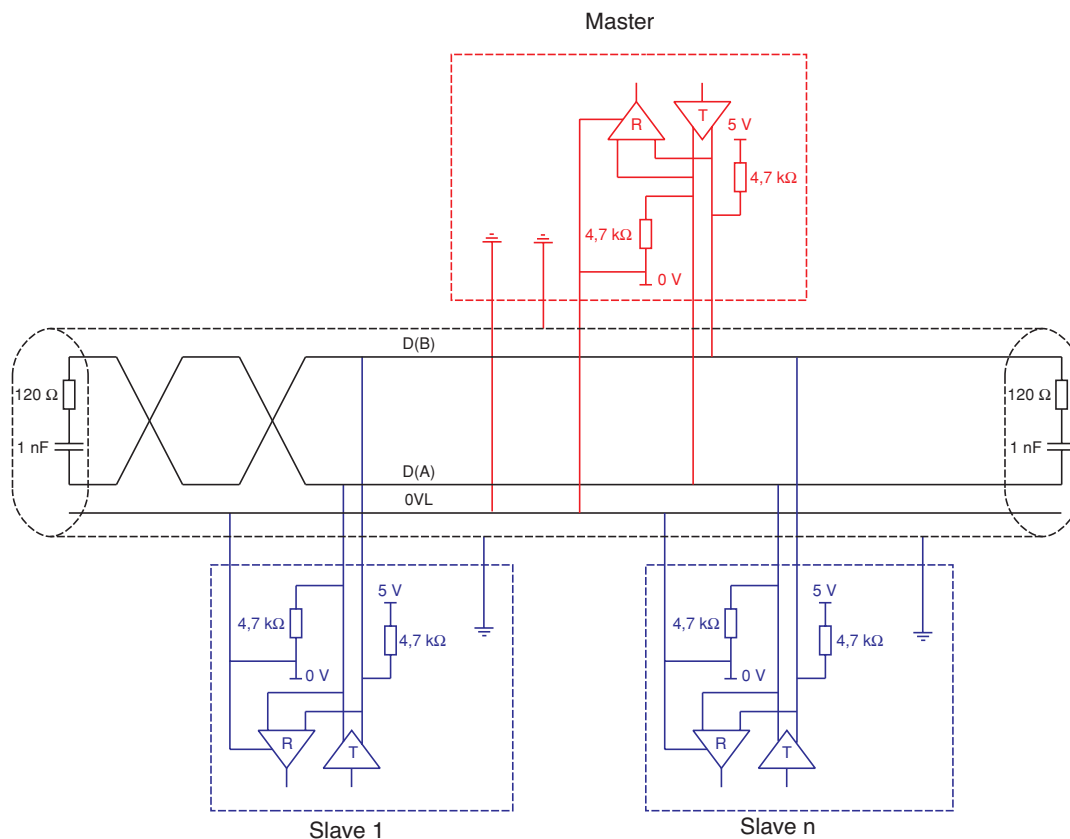 Master
R
T
5 V
4,7 kΩ
4,7 kΩ
0 V
D(B)
120 Ω
1 nF
120 Ω
1 nF
D(A)
0VL
5 V
4,7 kΩ
4,7 kΩ
0 V
R
T
Slave 1
5 V
4,7 kΩ
4,7 kΩ
0 V
R
T
Slave n